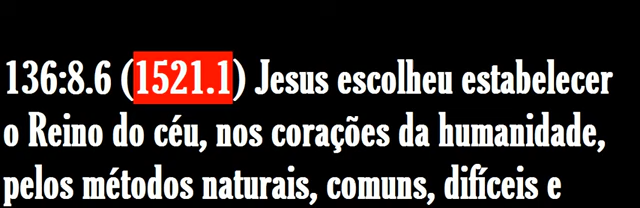 136:8.6 (1521.1) Jesus escolheu estabelecer
o Reino do céu, nos corações da humanidade,
pelos métodos naturais, comuns, difíceis e